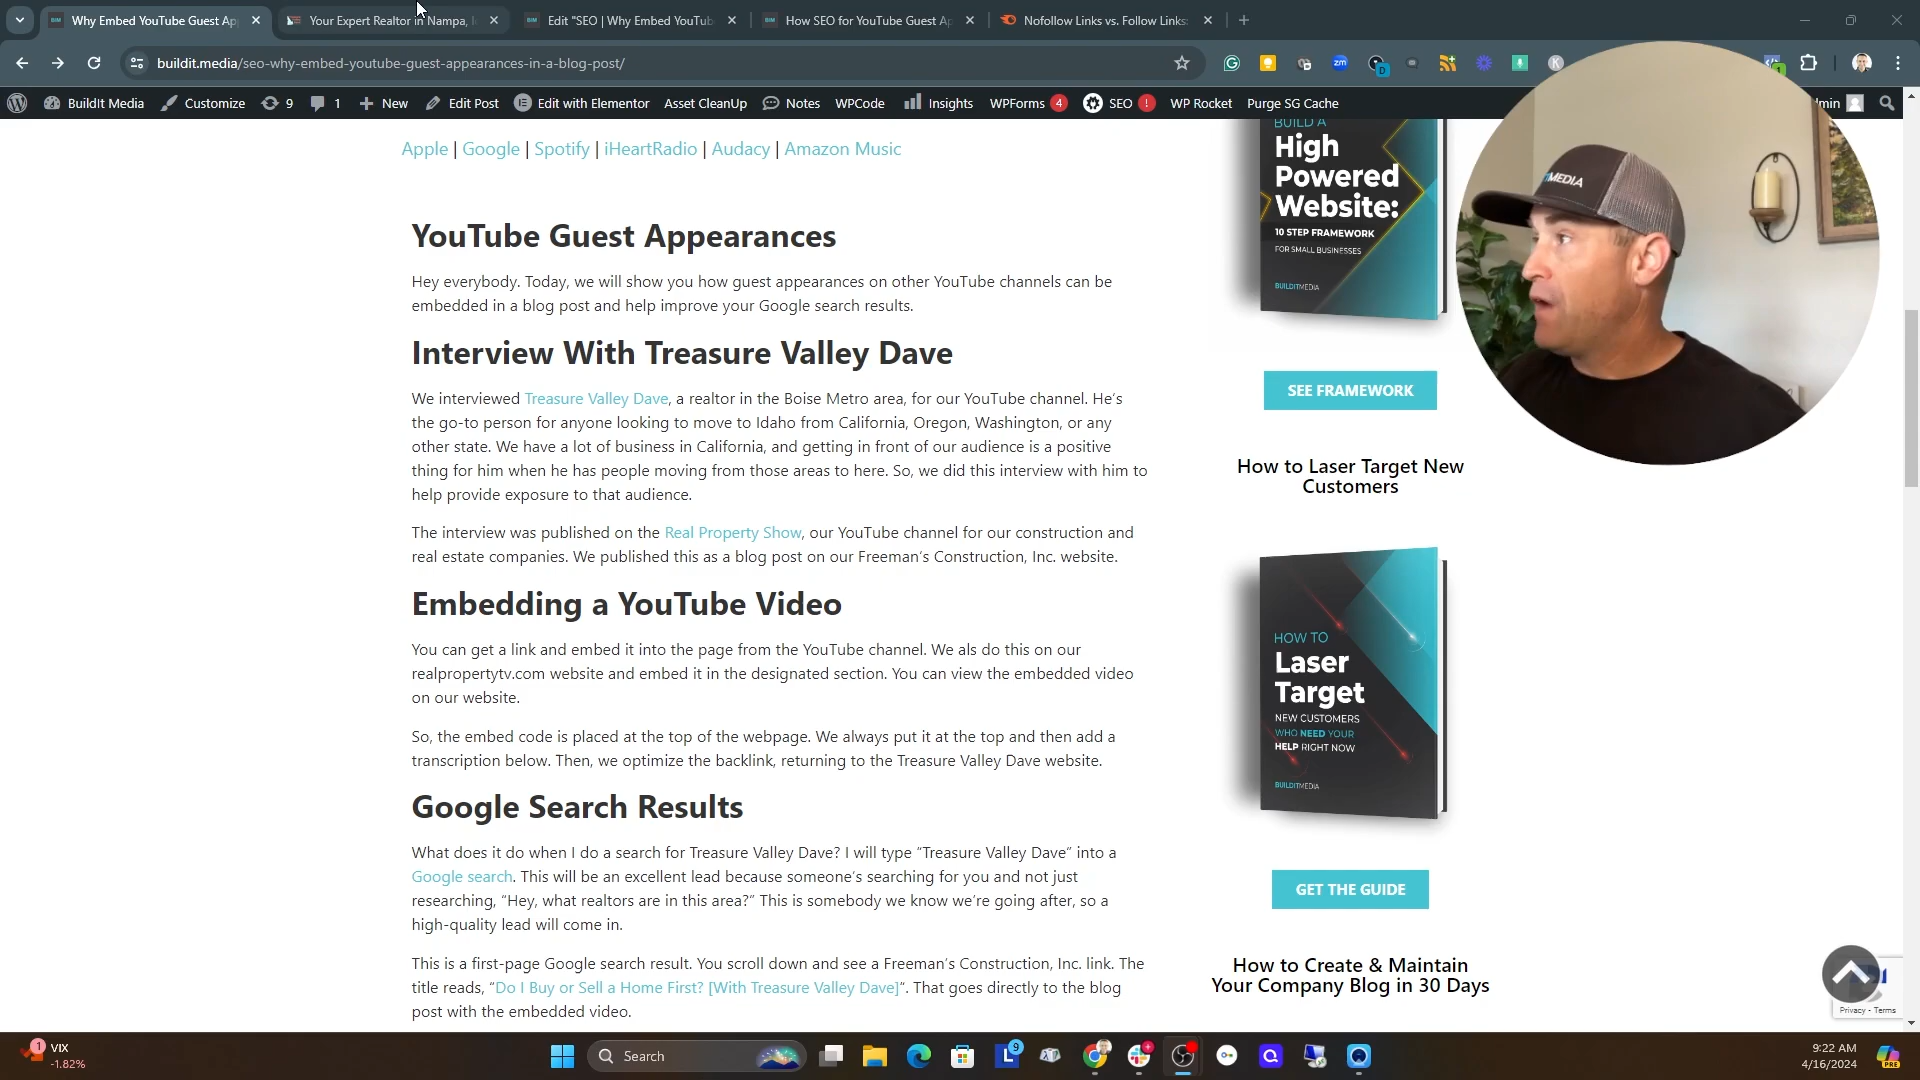 Why Embed YouTube Guest Ap
Your Expert Realtor in Nampa, I
Edit "SEO | Why Embed YouTub
How SEO for YouTube Guest Ap
Nofollow Links vs. Follow Links:
buildit.media/seo-why-embed-youtube-guest-appearances-in-a-blog-post/
BuildIt Media
Customize
9
1
New
Edit Post
Edit with Elementor
Asset CleanUp
Notes
WPCode
Insights
WPForms 4
SEO !
WP Rocket
Purge SG Cache
min
Apple | Google | Spotify | iHeartRadio | Audacy | Amazon Music
YouTube Guest Appearances
Hey everybody. Today, we will show you how guest appearances on other YouTube channels can be
embedded in a blog post and help improve your Google search results.
Interview With Treasure Valley Dave
We interviewed Treasure Valley Dave, a realtor in the Boise Metro area, for our YouTube channel. He's
the go-to person for anyone looking to move to Idaho from California, Oregon, Washington, or any
other state. We have a lot of business in California, and getting in front of our audience is a positive
thing for him when he has people moving from those areas to here. So, we did this interview with him to
help provide exposure to that audience.
The interview was published on the Real Property Show, our YouTube channel for our construction and
real estate companies. We published this as a blog post on our Freeman's Construction, Inc. website.
Embedding a YouTube Video
You can get a link and embed it into the page from the YouTube channel. We als do this on our
realpropertytv.com website and embed it in the designated section. You can view the embedded video
on our website.
So, the embed code is placed at the top of the webpage. We always put it at the top and then add a
transcription below. Then, we optimize the backlink, returning to the Treasure Valley Dave website.
Google Search Results
What does it do when I do a search for Treasure Valley Dave? I will type “Treasure Valley Dave” into a
Google search. This will be an excellent lead because someone's searching for you and not just
researching, “Hey, what realtors are in this area?” This is somebody we know we're going after, so a
high-quality lead will come in.
This is a first-page Google search result. You scroll down and see a Freeman's Construction, Inc. link. The
title reads, “Do I Buy or Sell a Home First? [With Treasure Valley Dave]”. That goes directly to the blog
post with the embedded video.
BUILD A
High
Powered
Website:
10 STEP FRAMEWORK
FOR SMALL BUSINESSES
BUILDITMEDIA
SEE FRAMEWORK
How to Laser Target New
Customers
HOW TO
Laser
Target
NEW CUSTOMERS
WHO NEED YOUR
HELP RIGHT NOW
BUILDITMEDIA
GET THE GUIDE
How to Create & Maintain
Your Company Blog in 30 Days
MEDIA
Privacy - Terms
1
VIX
-1.82%
Search
9
9:22 AM
4/16/2024
PRE